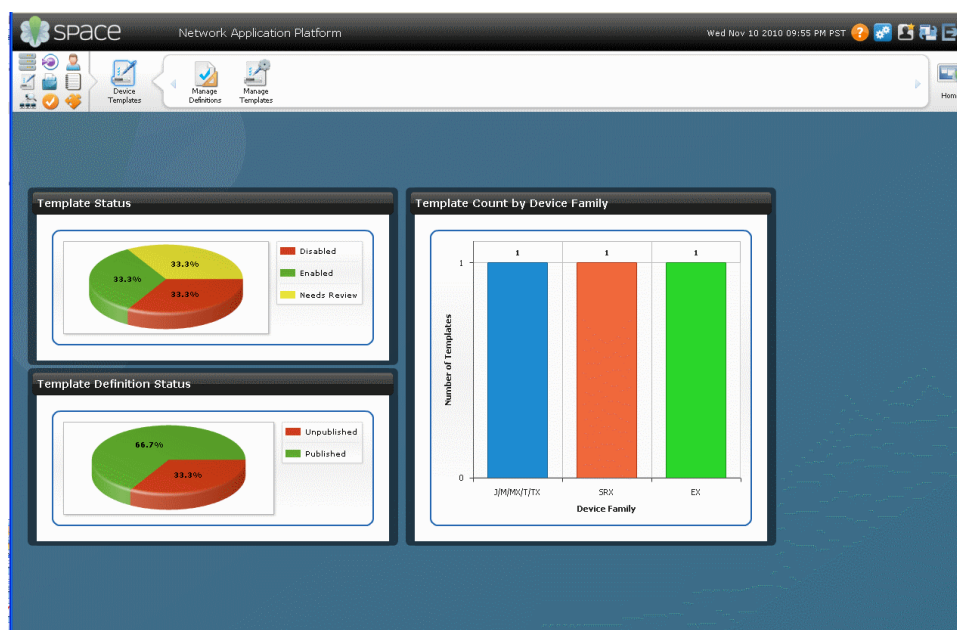 space Network Application Platform Wed Nov 10 2010 09:55 PM PST
Device
Templates
Manage
Definitions
Manage
Templates
Hom
Template Status
33.3%
33.3%
33.3%
Disabled
Enabled
Needs Review
Template Definition Status
66.7%
33.3%
Unpublished
Published
Template Count by Device Family
1 1 1
1
Number of Templates
0
J/M/MX/T/TX SRX EX
Device Family